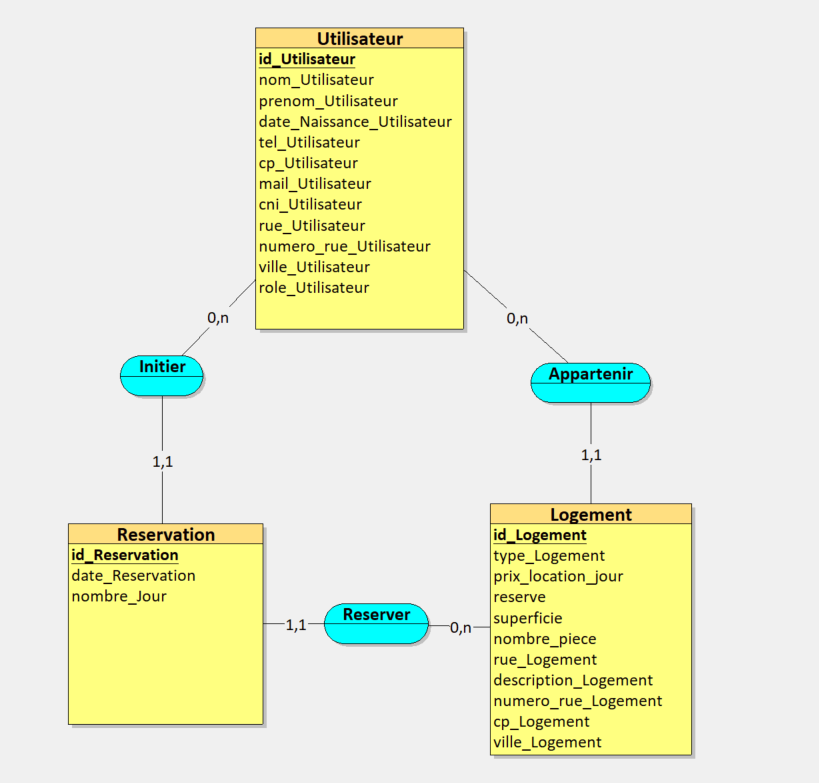 Utilisateur
id_Utilisateur
nom_Utilisateur
prenom_Utilisateur
date_Naissance_Utilisateur
tel_Utilisateur
cp_Utilisateur
mail_Utilisateur
cni_Utilisateur
rue_Utilisateur
numero_rue_Utilisateur
ville_Utilisateur
role_Utilisateur
0,n
0,n
Initier
Appartenir
1,1
1,1
Reservation
id_Reservation
date_Reservation
nombre_Jour
1,1
Reserver
0,n
Logement
id_Logement
type_Logement
prix_location_jour
reserve
superficie
nombre_piece
rue_Logement
description_Logement
numero_rue_Logement
cp_Logement
ville_Logement